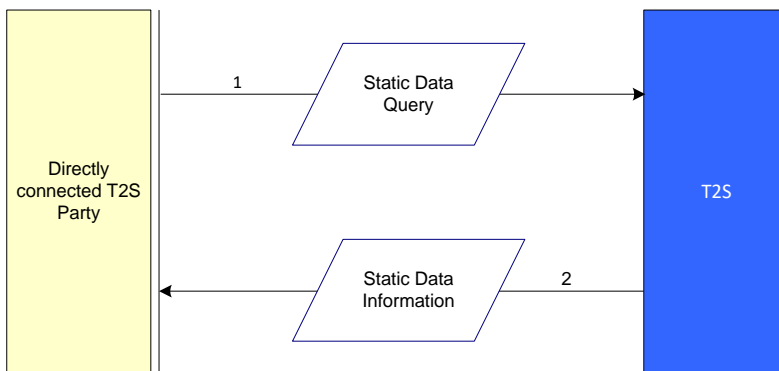 1
Static Data
Query
Directly
connected T2S
Party
T2S
Static Data
Information
2